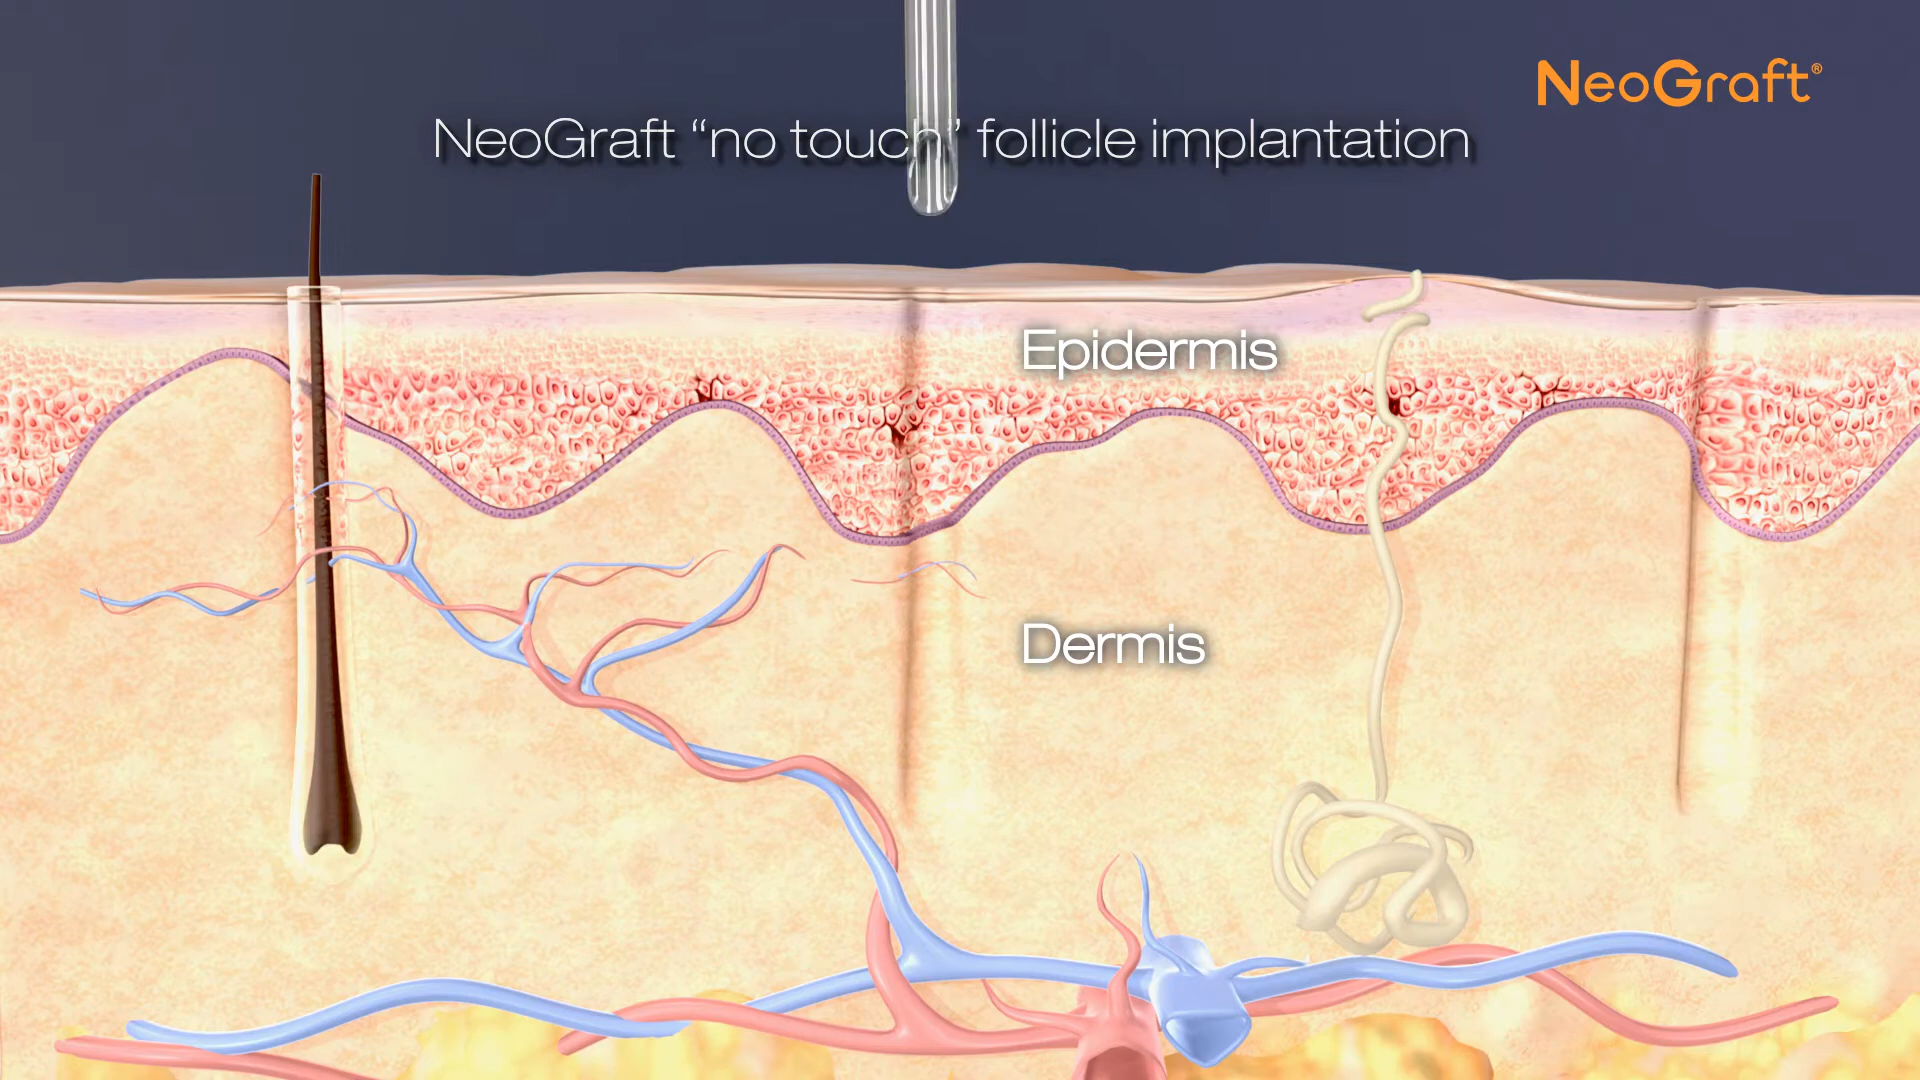 NeoGraft®
NeoGraft “no touch” follicle implantation
Epidermis
Dermis